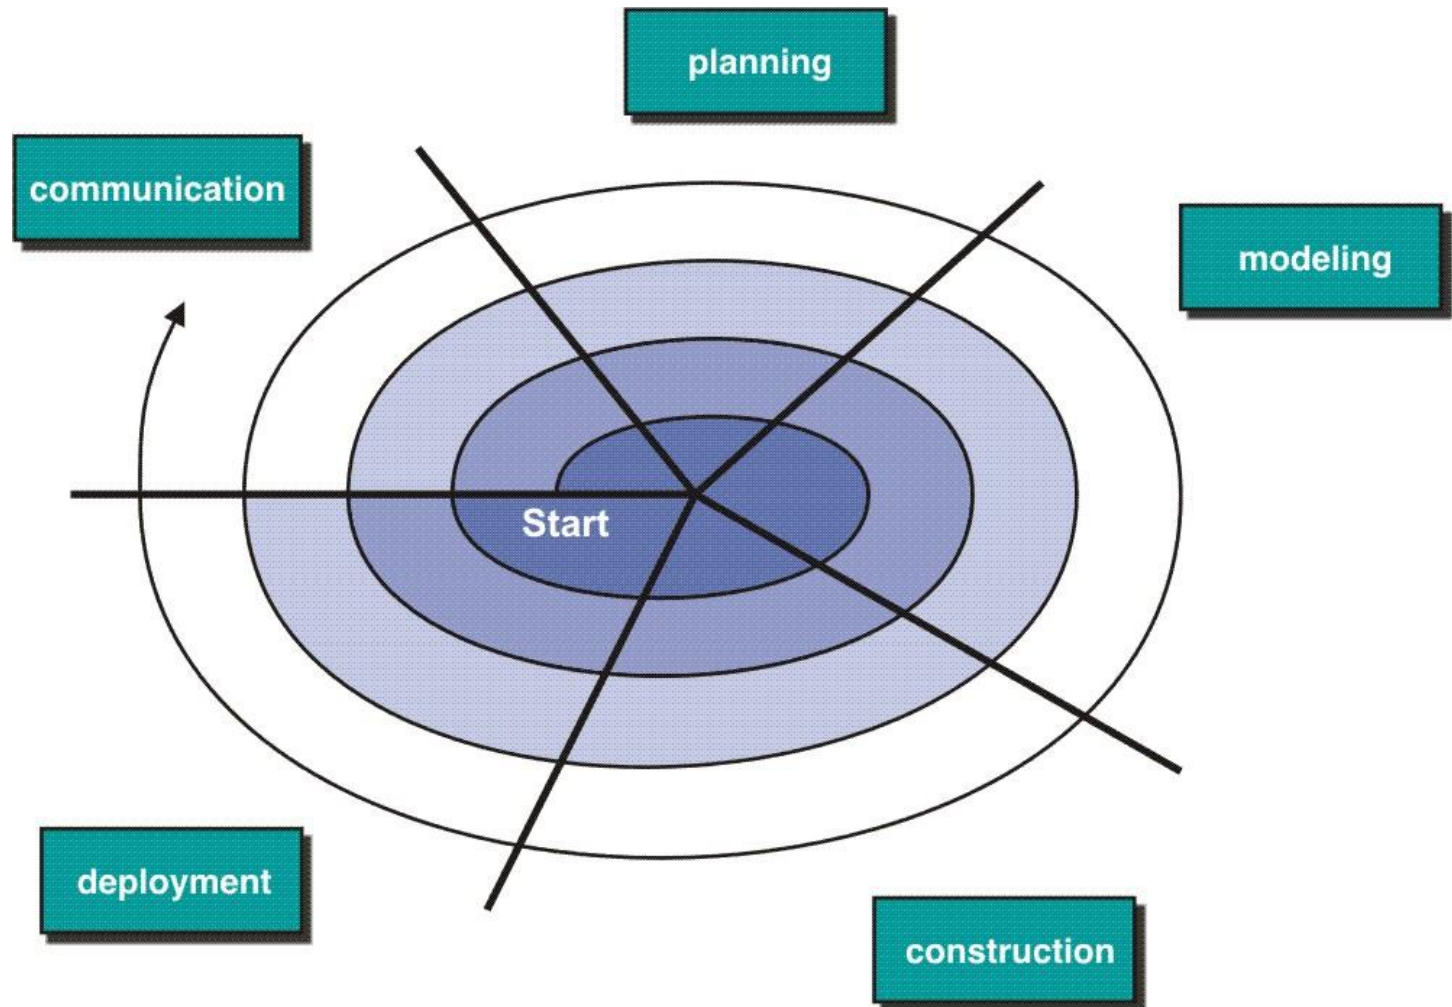 planning
communication
modeling
Start
deployment
construction